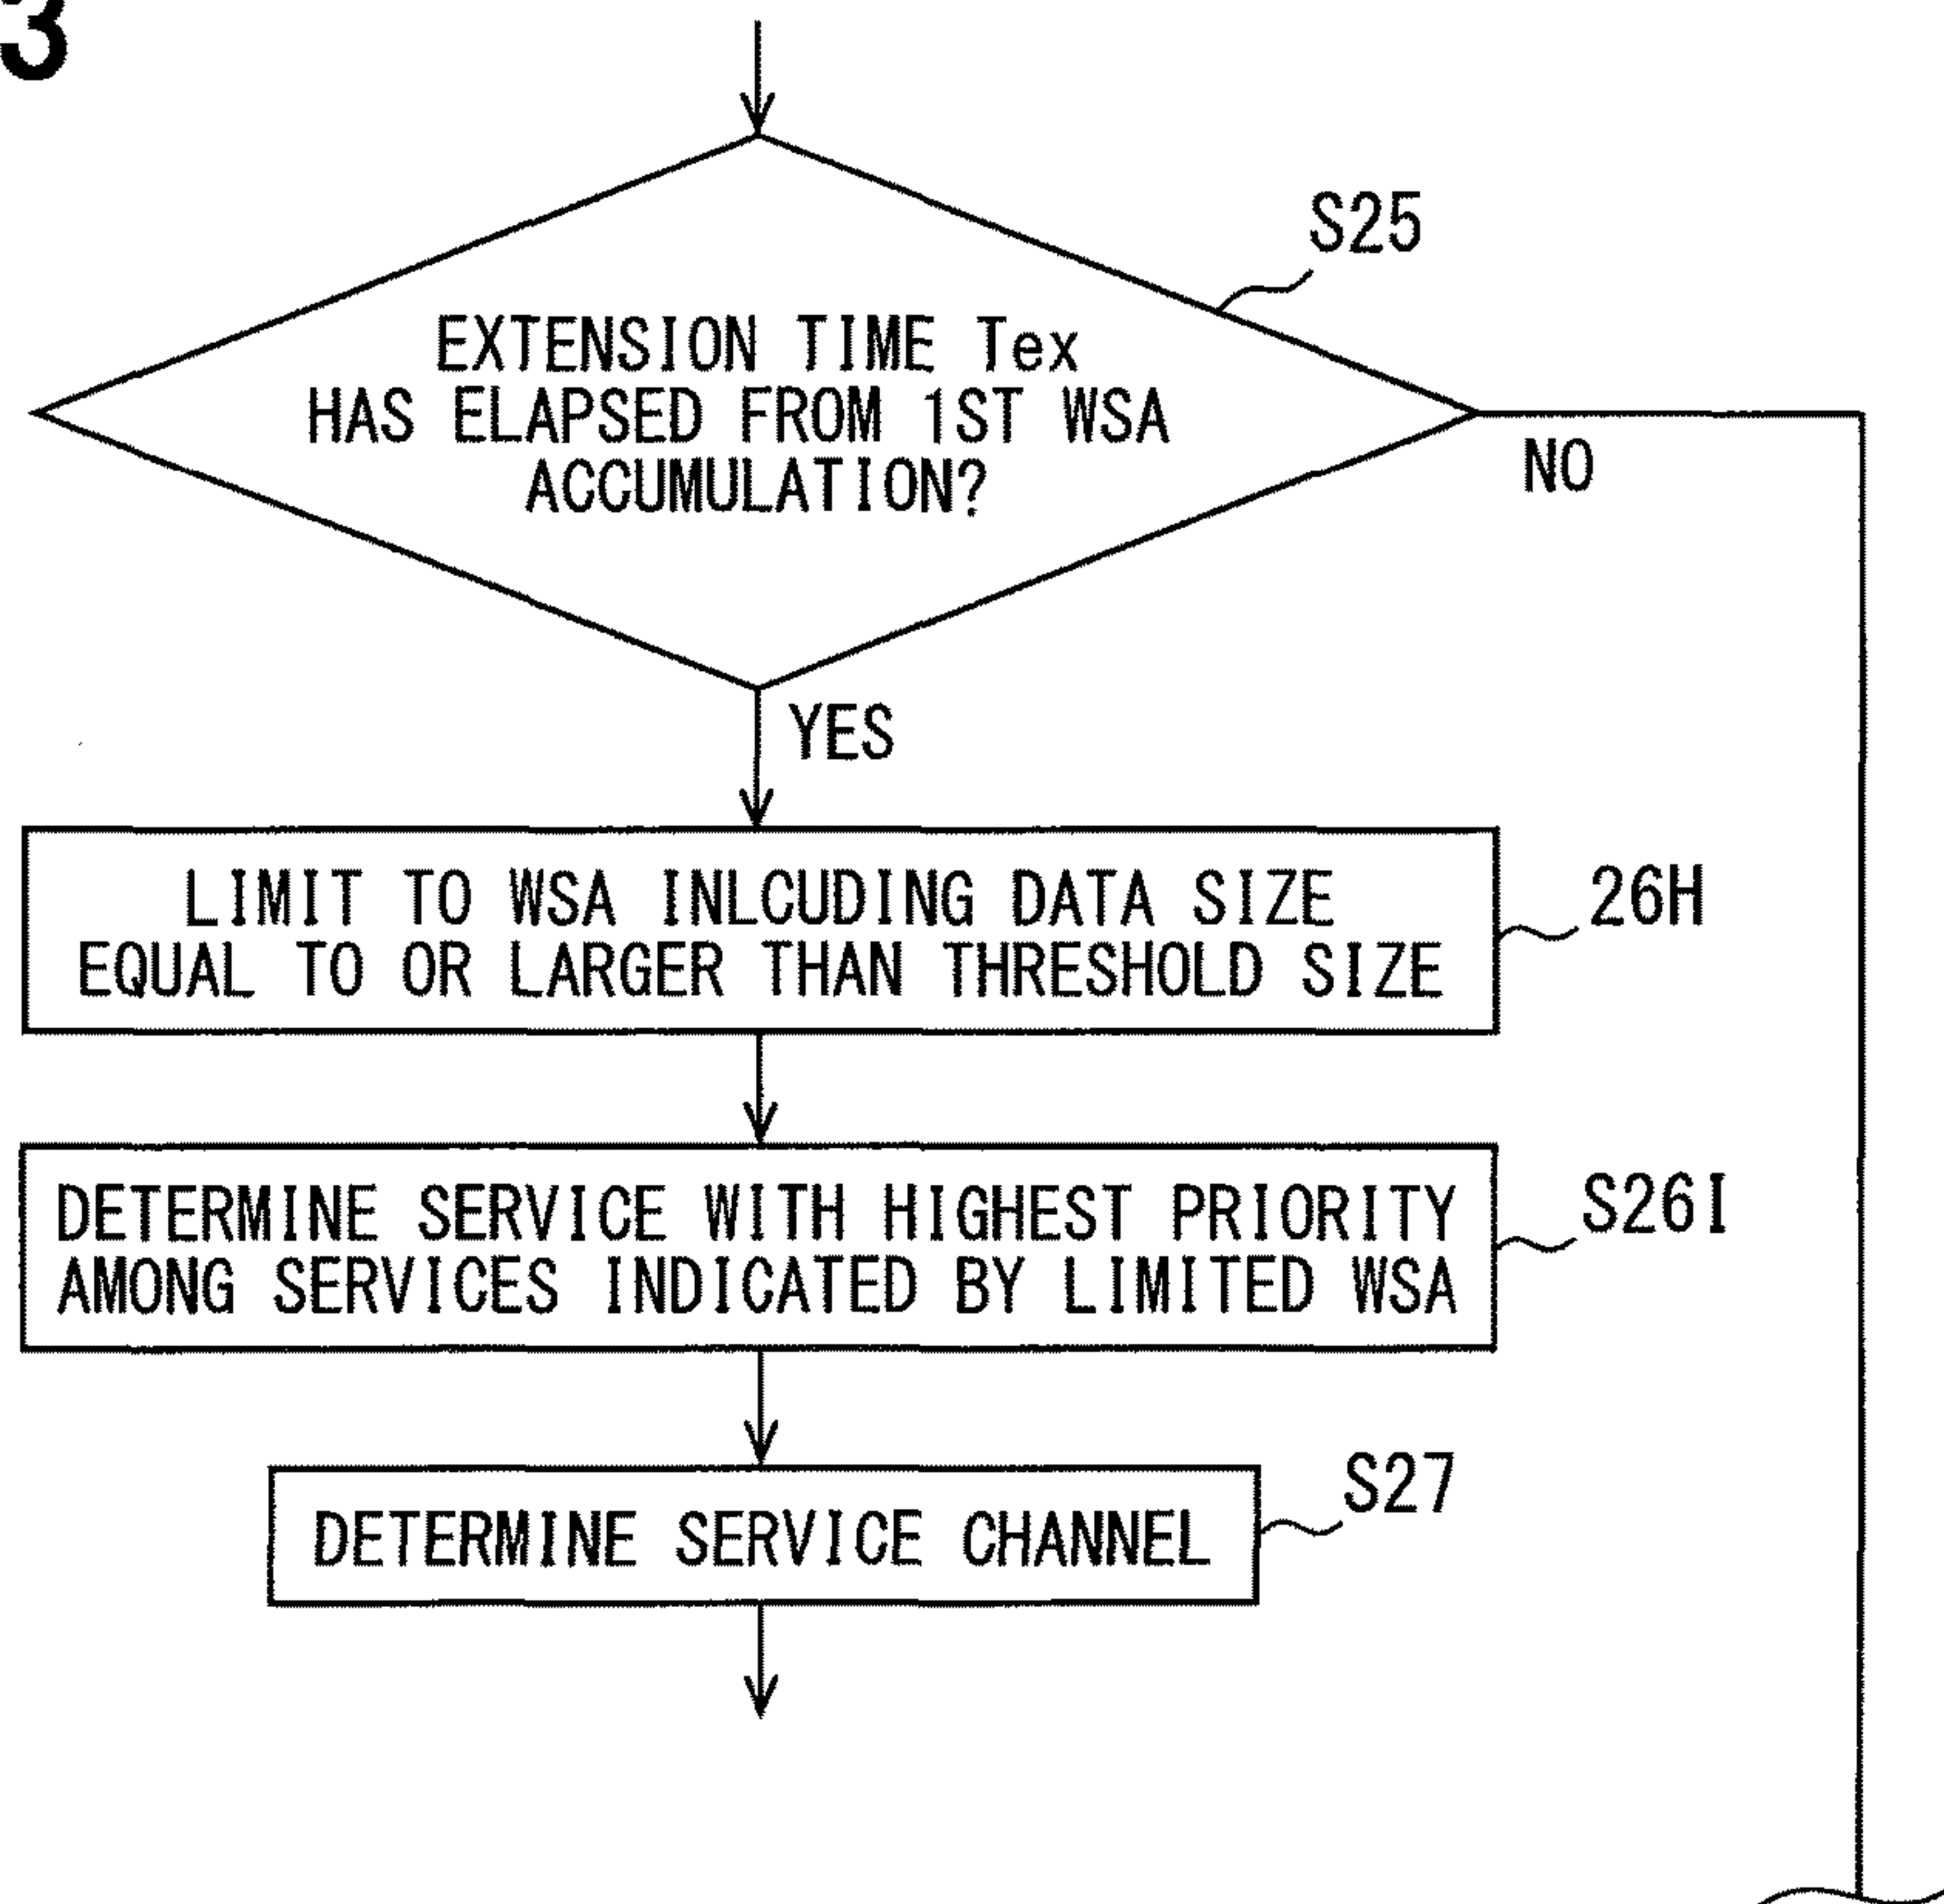 3
S25
EXTENSION TIME Tex
HAS ELAPSED FROM 1ST WSA
ACCUMULATION?
NO
YES
LIMIT TO WSA INLCUDING DATA SIZE
EQUAL TO OR LARGER THAN THRESHOLD SIZE
26H
DETERMINE SERVICE WITH HIGHEST PRIORITY
AMONG SERVICES INDICATED BY LIMITED WSA
S26I
DETERMINE SERVICE CHANNEL
S27